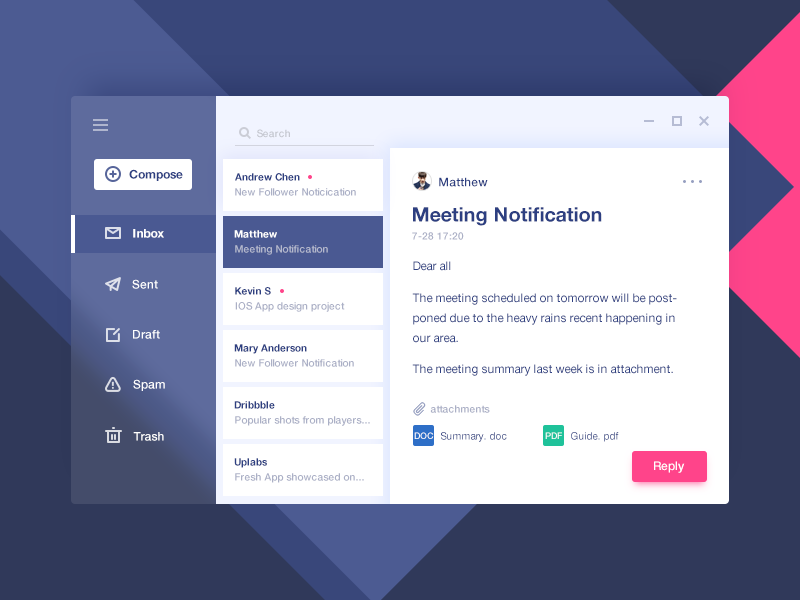 Compose
Inbox
Sent
Draft
Spam
Trash
Search
Andrew Chen
New Follower Noticication
Matthew
Meeting Notification
Kevin S
IOS App design project
Mary Anderson
New Follower Notification
Dribbble
Popular shots from players...
Uplabs
Fresh App showcased on...
Matthew
Meeting Notification
7-28 17:20
Dear all
The meeting scheduled on tomorrow will be post-
poned due to the heavy rains recent happening in
our area.
The meeting summary last week is in attachment.
attachments
DOC Summary. doc PDF Guide. pdf
Reply